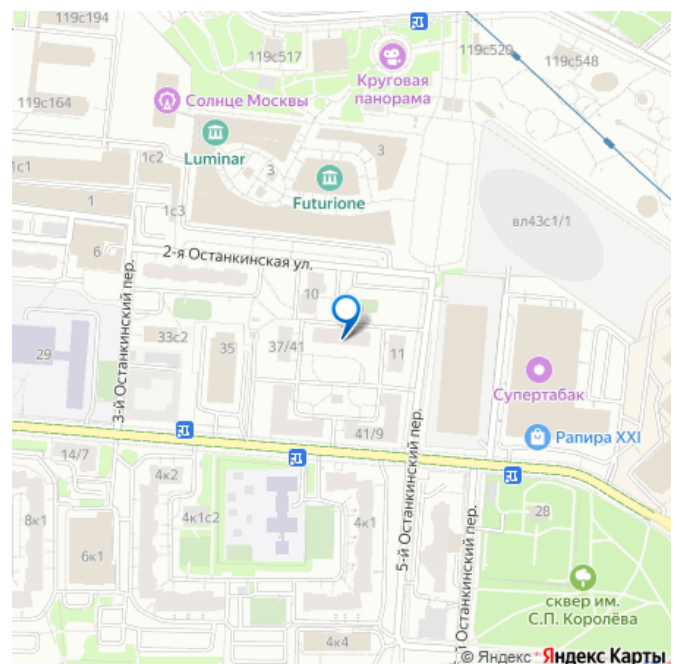 119с194
119с517
119с520
119с548
Круговая
панорама
119с164
Солнце Москвы
Luminar
3
3
Futurione
1с1
1с2
1
1с3
вл43с1/1
6
2-я Останкинская ул.
3-й Останкинский пер.
10
33с2
35
37/41
11
29
Супертабак
5-й Останкинский пер.
41/9
Рапира XXI
14/7
4к2
8к1
4к1с2
4к1
28
6к1
Останкинский пер.
сквер им.
С.П. Королёва
4к4
© Яндекс Яндекс Карты